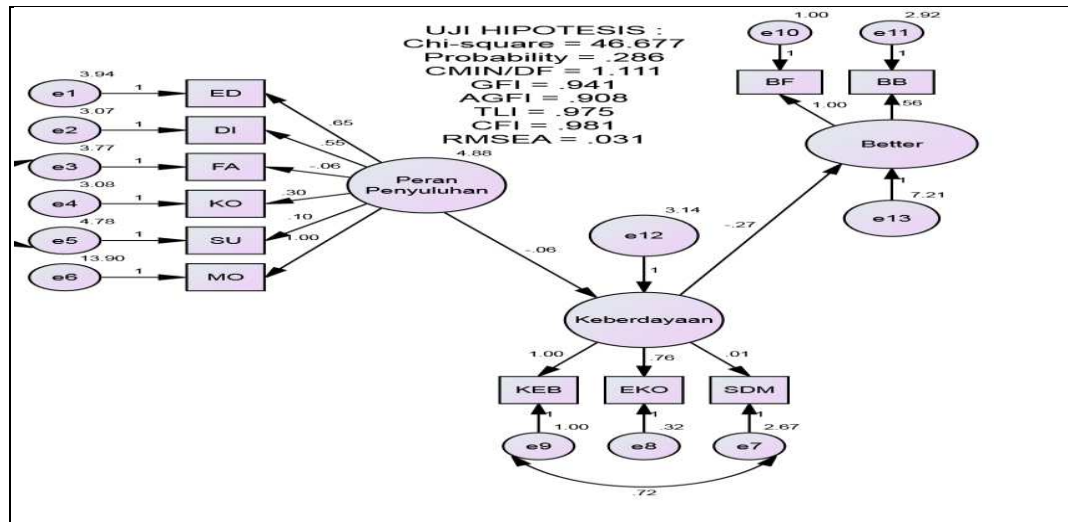 UJI HIPOTESIS :
Chi-square = 46.677
Probability = .286
CMIN/DF = 1.111
GFI = .941
AGFI = .908
TLI = .975
CFI = .981
RMSEA = .031
1.00
e10
1
BF
2.92
e11
1
BB
1.00
.56
Better
1
7.21
e13
3.94
e1
1
ED
3.07
e2
1
DI
3.77
e3
1
FA
3.08
e4
1
KO
4.78
e5
1
SU
13.90
e6
1
MO
.65
.55
-.06
.30
.10
1.00
4.88
Peran
Penyuluhan
-.06
3.14
e12
1
-.27
Keberdayaan
1.00
.76
.01
KEB
EKO
SDM
1
1
1
1.00
.32
2.67
e9
e8
e7
.72